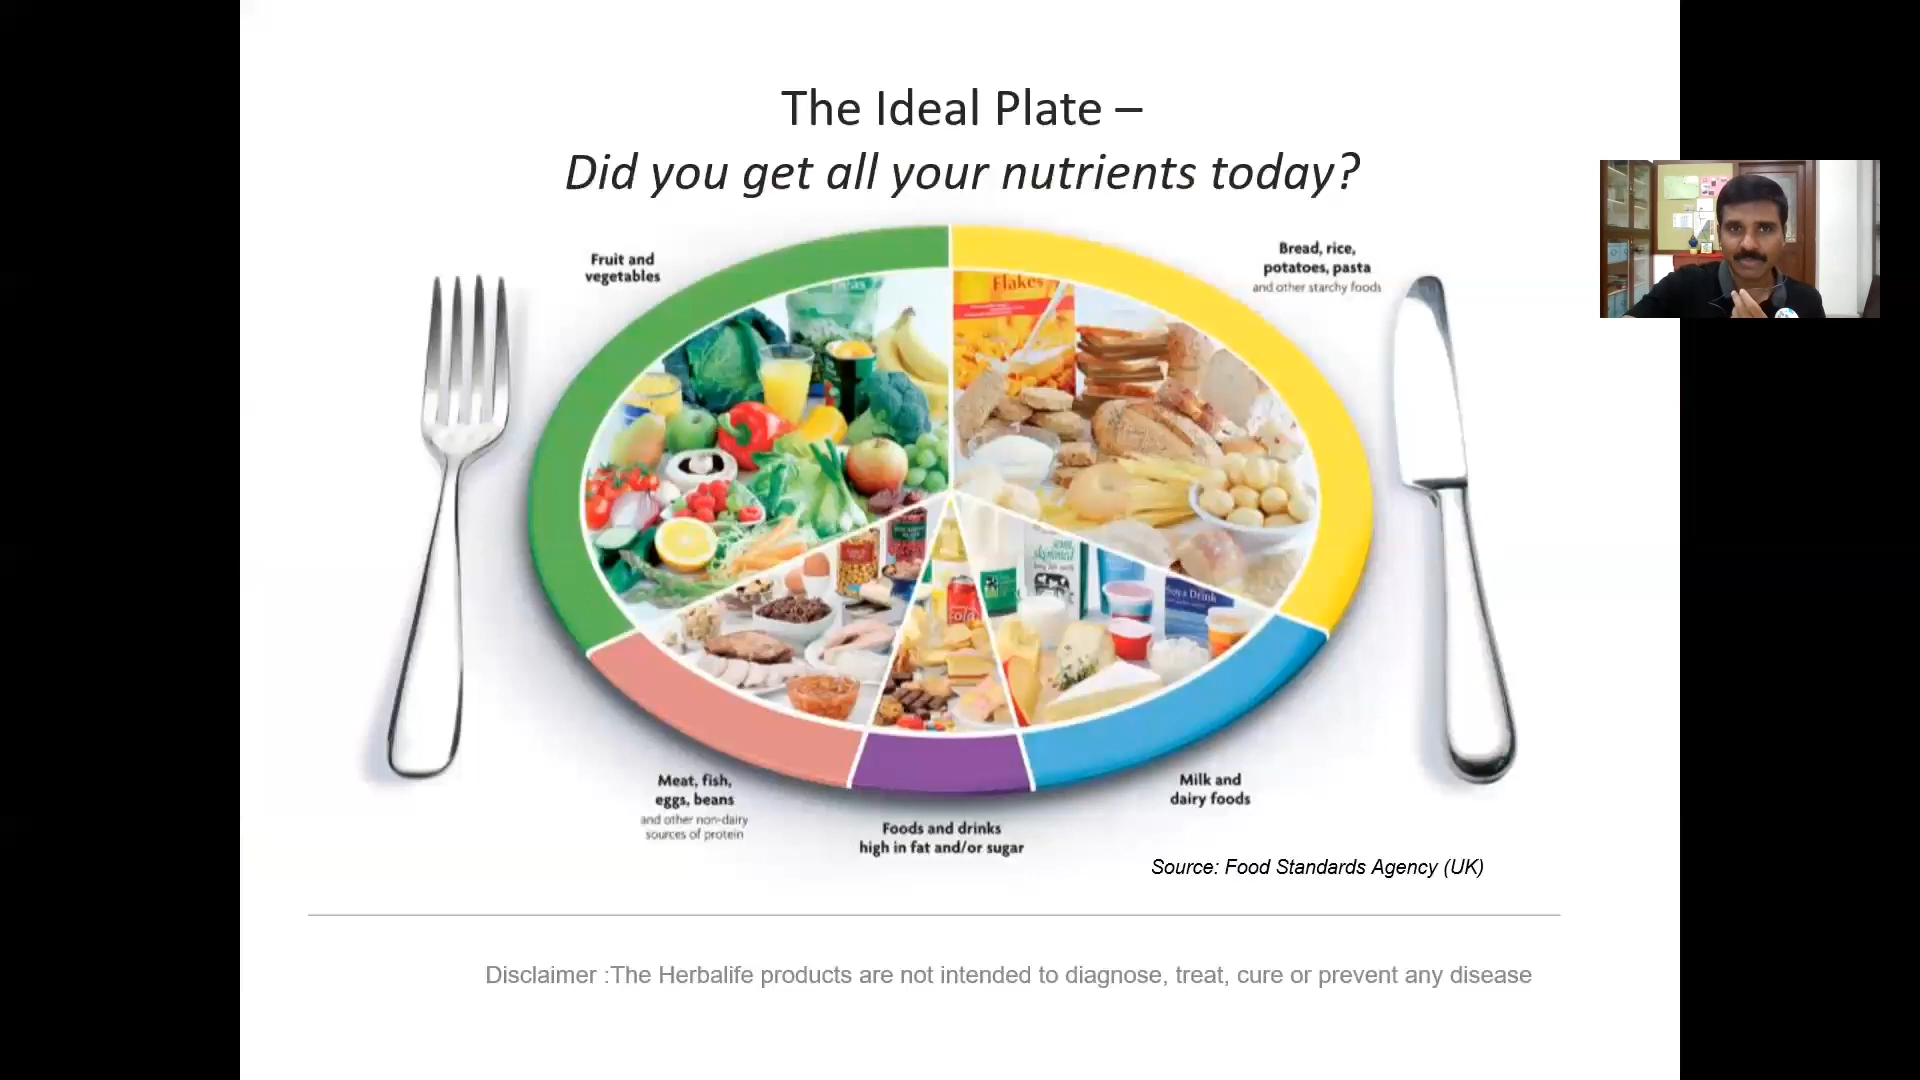 The Ideal Plate –
Did you get all your nutrients today?
Fruit and
vegetables
Bread, rice,
potatoes, pasta
and other starchy foods
Flakes
Soya Drink
Meat, fish,
eggs, beans
and other non-dairy
sources of protein
Foods and drinks
high in fat and/or sugar
Milk and
dairy foods
Source: Food Standards Agency (UK)
Disclaimer :The Herbalife products are not intended to diagnose, treat, cure or prevent any disease